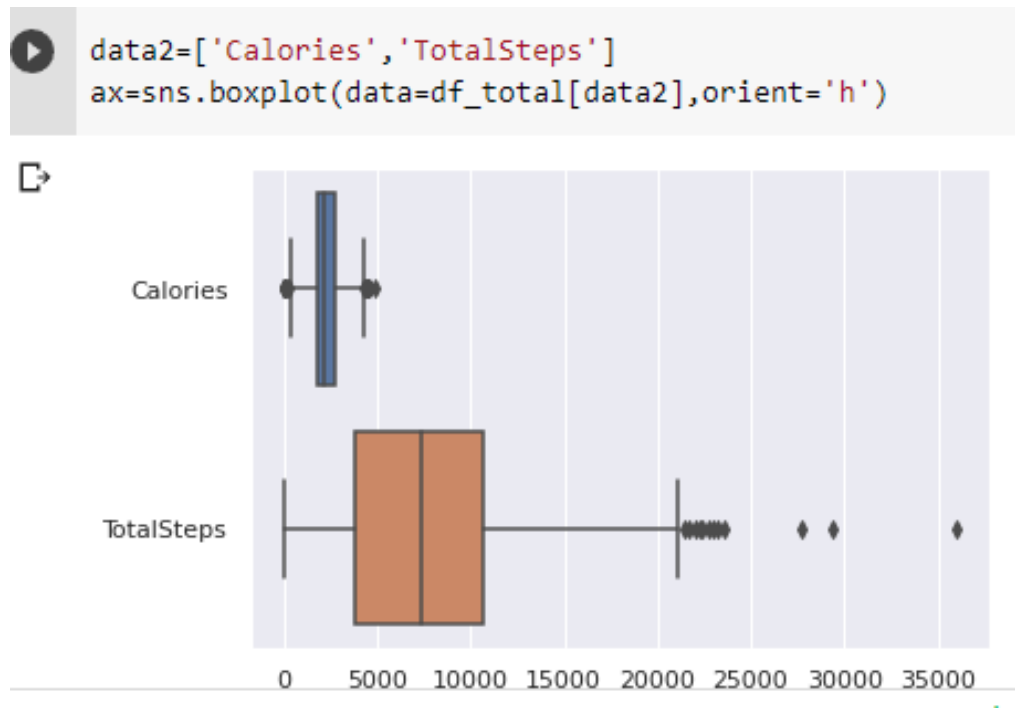 data2=['Calories','TotalSteps']
ax=sns.boxplot(data=df_total[data2],orient='h')
Calories
TotalSteps
0 5000 10000 15000 20000 25000 30000 35000